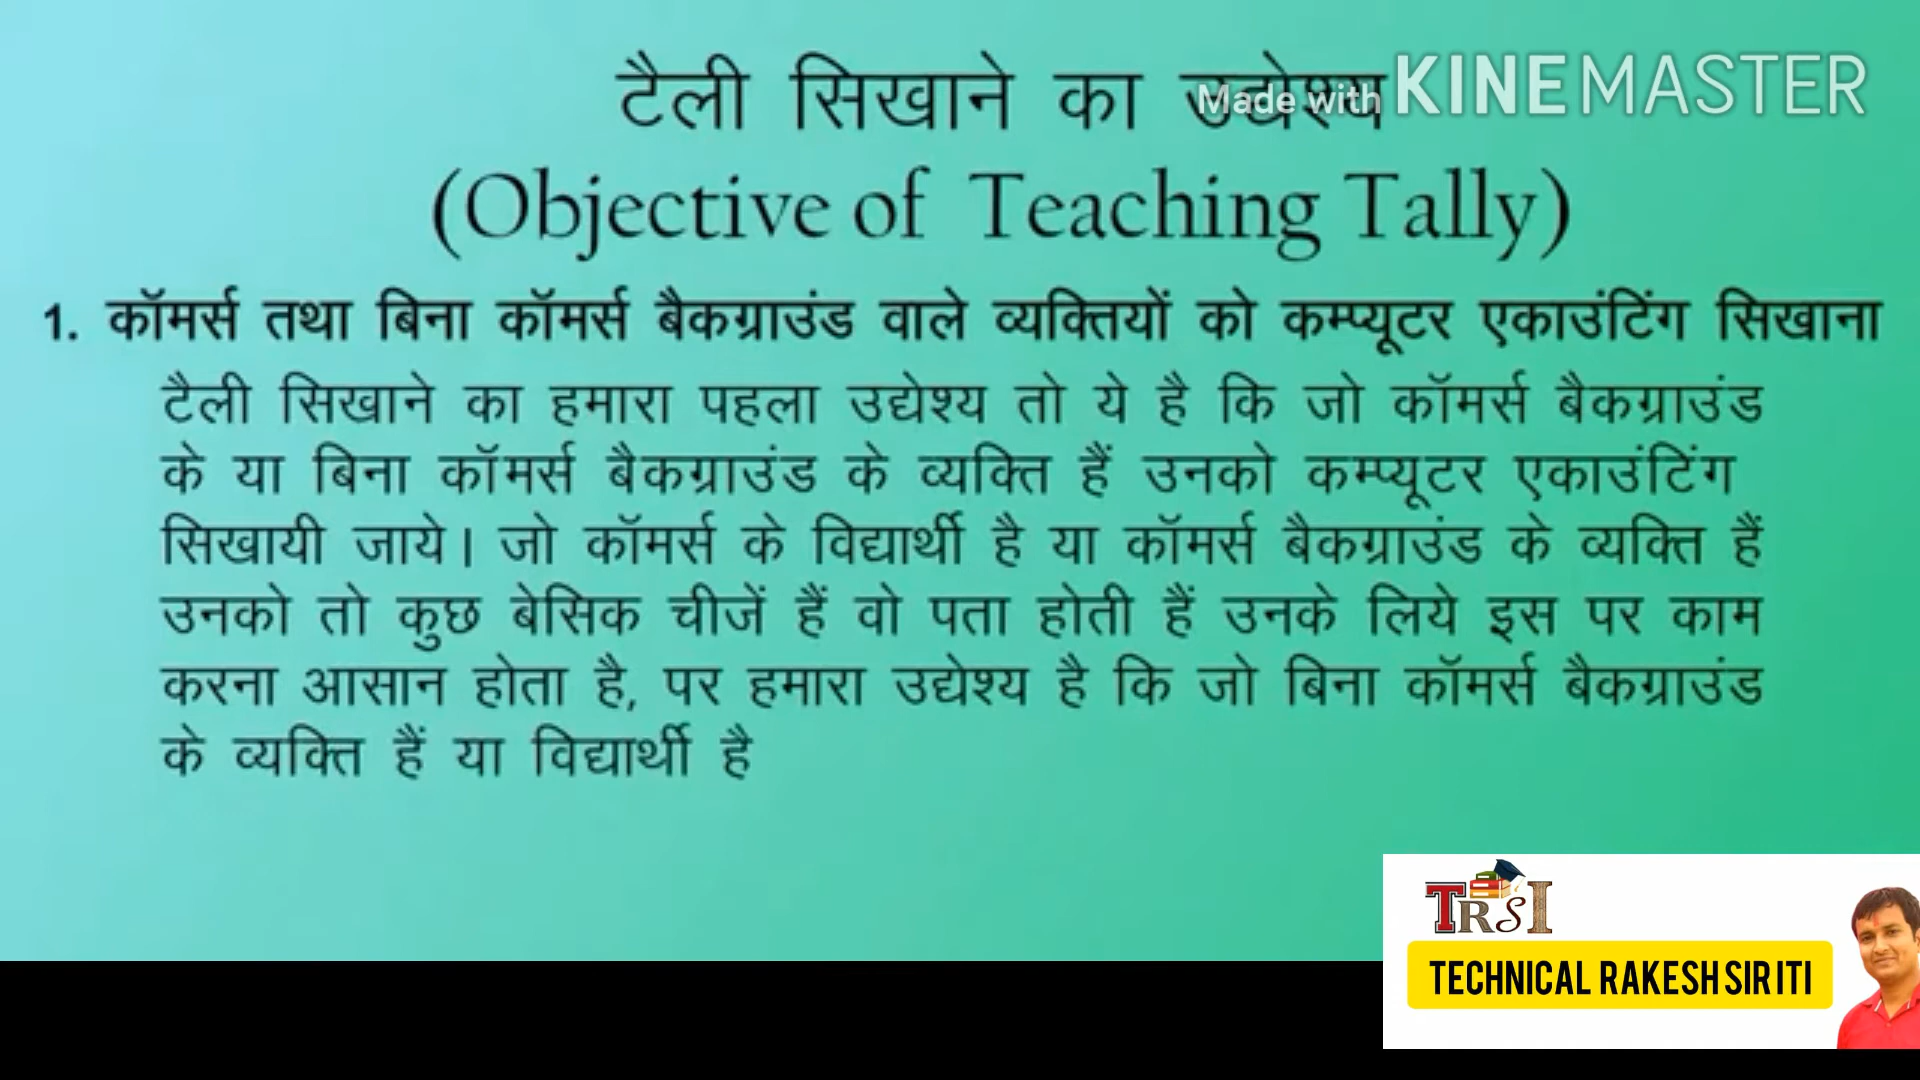 टैली सिखाने का उद्येश्य
Made with KINEMASTER
(Objective of Teaching Tally)
1. कॉमर्स तथा बिना कॉमर्स बैकग्राउंड वाले व्यक्तियों को कम्प्यूटर एकाउंटिंग सिखाना
टैली सिखाने का हमारा पहला उद्येश्य तो ये है कि जो कॉमर्स बैकग्राउंड
के या बिना कॉमर्स बैकग्राउंड के व्यक्ति हैं उनको कम्प्यूटर एकाउंटिंग
सिखायी जाये। जो कॉमर्स के विद्यार्थी है या कॉमर्स बैकग्राउंड के व्यक्ति हैं
उनको तो कुछ बेसिक चीजें हैं वो पता होती हैं उनके लिये इस पर काम
करना आसान होता है, पर हमारा उद्येश्य है कि जो बिना कॉमर्स बैकग्राउंड
के व्यक्ति हैं या विद्यार्थी है
TRSI
TECHNICAL RAKESH SIR ITI